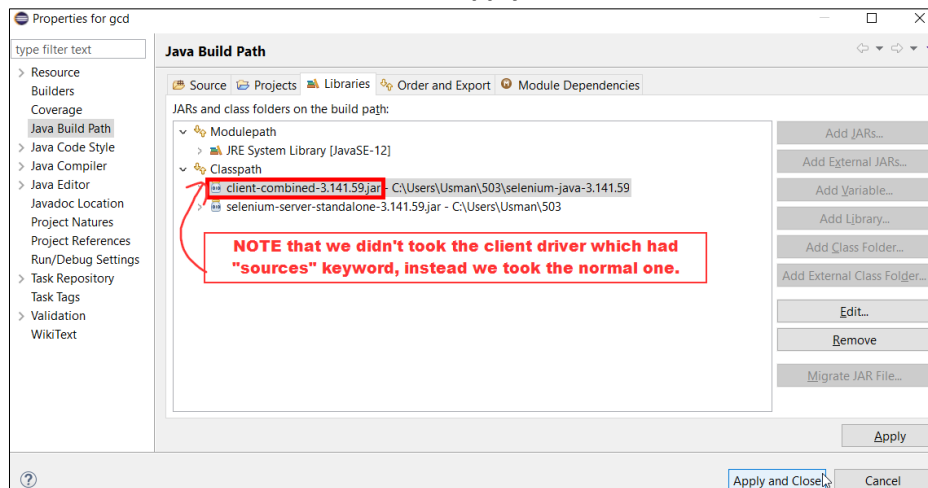 Properties for gcd
type filter text
Java Build Path
Resource
Builders
Coverage
Java Build Path
Java Code Style
Java Compiler
Java Editor
Javadoc Location
Project Natures
Project References
Run/Debug Settings
Task Repository
Task Tags
Validation
WikiText
Source Projects Libraries Order and Export Module Dependencies
JARs and class folders on the build path:
Modulepath
JRE System Library [JavaSE-12]
Classpath
client-combined-3.141.59.jar - C:\Users\Usman\503\selenium-java-3.141.59
selenium-server-standalone-3.141.59.jar - C:\Users\Usman\503
NOTE that we didn't took the client driver which had
"sources" keyword, instead we took the normal one.
Add JARs...
Add External JARs...
Add Variable...
Add Library...
Add Class Folder...
Add External Class Folder...
Edit...
Remove
Migrate JAR File...
Apply
Apply and Close
Cancel